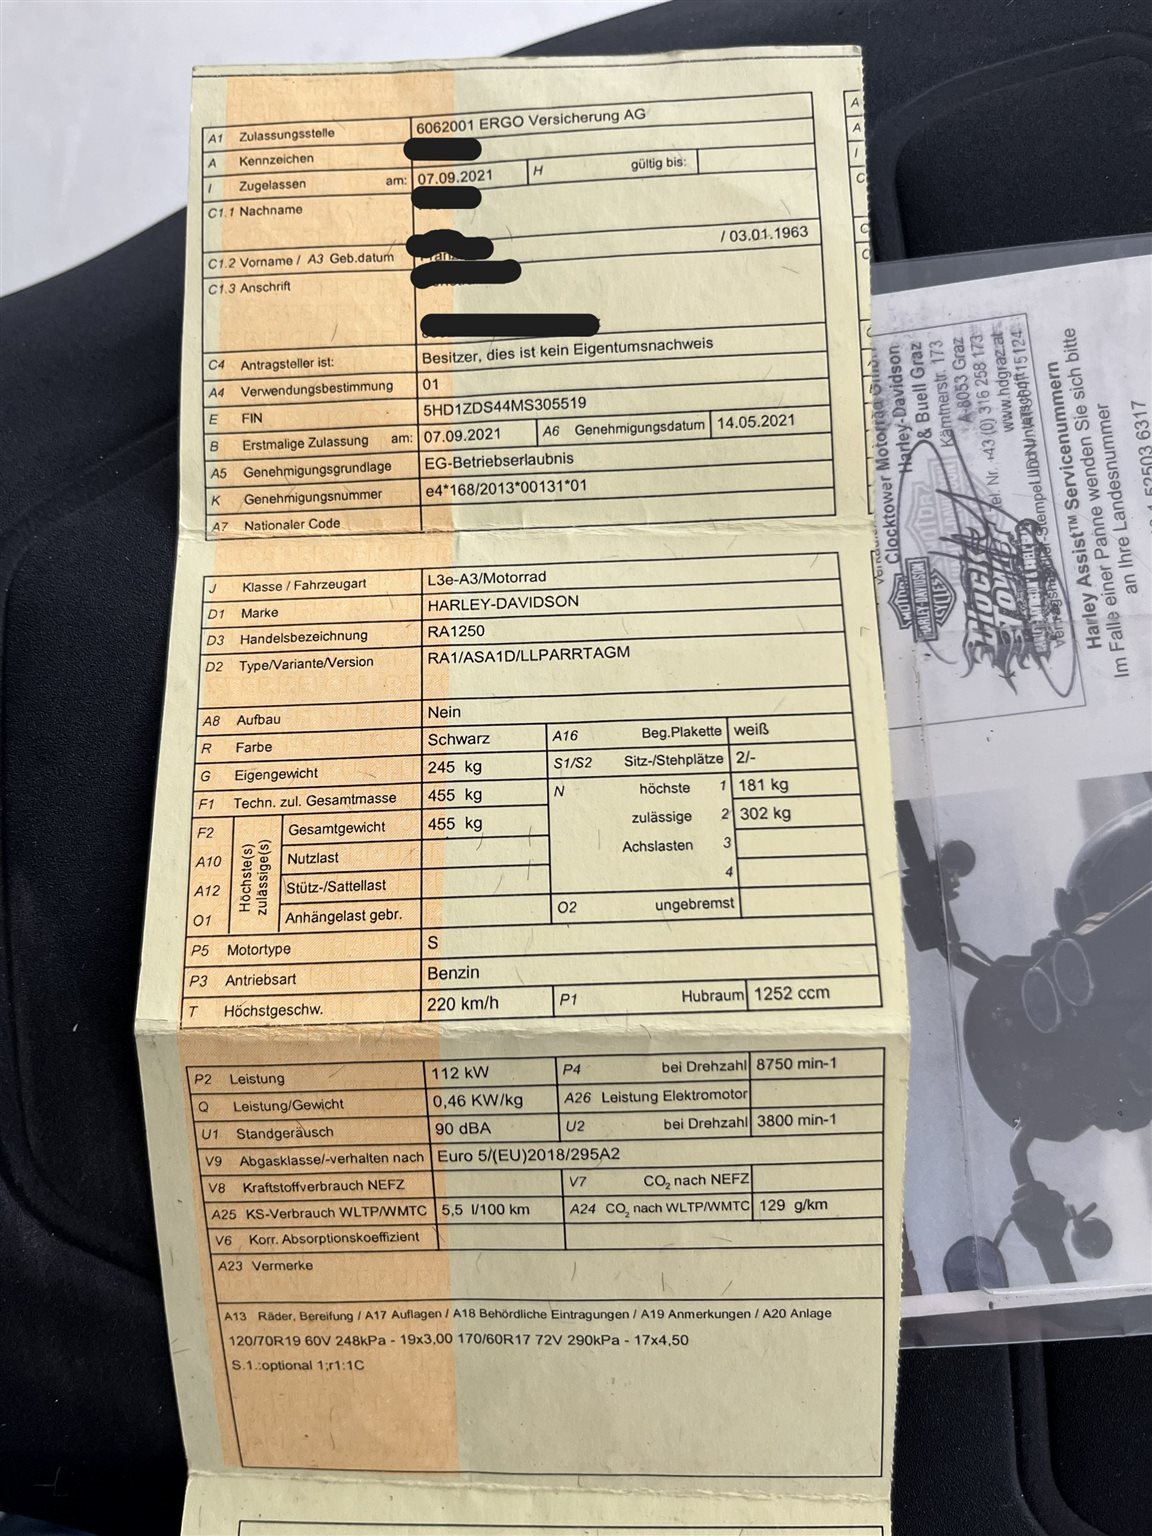 A1 Zulassungsstelle 6062001 ERGO Versicherung AG
A Kennzeichen
I Zugelassen am: 07.09.2021 H gültig bis:
C1.1 Nachname
C1.2 Vorname / A3 Geb.datum / 03.01.1963
C1.3 Anschrift
C4 Antragsteller ist: Besitzer, dies ist kein Eigentumsnachweis
A4 Verwendungsbestimmung 01
E FIN 5HD1ZDS44MS305519
B Erstmalige Zulassung am: 07.09.2021 A6 Genehmigungsdatum 14.05.2021
A5 Genehmigungsgrundlage EG-Betriebserlaubnis
K Genehmigungsnummer e4*168/2013*00131*01
A7 Nationaler Code
J Klasse / Fahrzeugart L3e-A3/Motorrad
D1 Marke HARLEY-DAVIDSON
D3 Handelsbezeichnung RA1250
D2 Type/Variante/Version RA1/ASA1D/LLPARRTAGM
A8 Aufbau Nein
R Farbe Schwarz A16 Beg.Plakette weiß
G Eigengewicht 245 kg S1/S2 Sitz-/Stehplätze 2/-
F1 Techn. zul. Gesamtmasse 455 kg N höchste 1 181 kg
F2 Höchste(s) zulässige(s) Gesamtgewicht 455 kg zulässige 2 302 kg
A10 Nutzlast Achslasten 3
A12 Stütz-/Sattellast 4
O1 Anhängelast gebr. O2 ungebremst
P5 Motortype S
P3 Antriebsart Benzin
T Höchstgeschw. 220 km/h P1 Hubraum 1252 ccm
P2 Leistung 112 kW P4 bei Drehzahl 8750 min-1
Q Leistung/Gewicht 0,46 KW/kg A26 Leistung Elektromotor
U1 Standgeräusch 90 dBA U2 bei Drehzahl 3800 min-1
V9 Abgasklasse/-verhalten nach Euro 5/(EU)2018/295A2
V8 Kraftstoffverbrauch NEFZ V7 CO2 nach NEFZ
A25 KS-Verbrauch WLTP/WMTC 5,5 l/100 km A24 CO2 nach WLTP/WMTC 129 g/km
V6 Korr. Absorptionskoeffizient
A23 Vermerke
A13 Räder, Bereifung / A17 Auflagen / A18 Behördliche Eintragungen / A19 Anmerkungen / A20 Anlage
120/70R19 60V 248kPa - 19x3,00 170/60R17 72V 290kPa - 17x4,50
S.1.:optional 1;r1:1C
A
A
I
C
C
C
Clocktower Motorrad
Harley-Davidson
& Buell Graz
Kärntnerstr. 173
A-8053 Graz
Tel. Nr. +43 (0) 316 258 173
www.hdgraz.at
Harley Assist™ Servicenummern
Im Falle einer Panne wenden Sie sich bitte
an Ihre Landesnummer
52503 6317